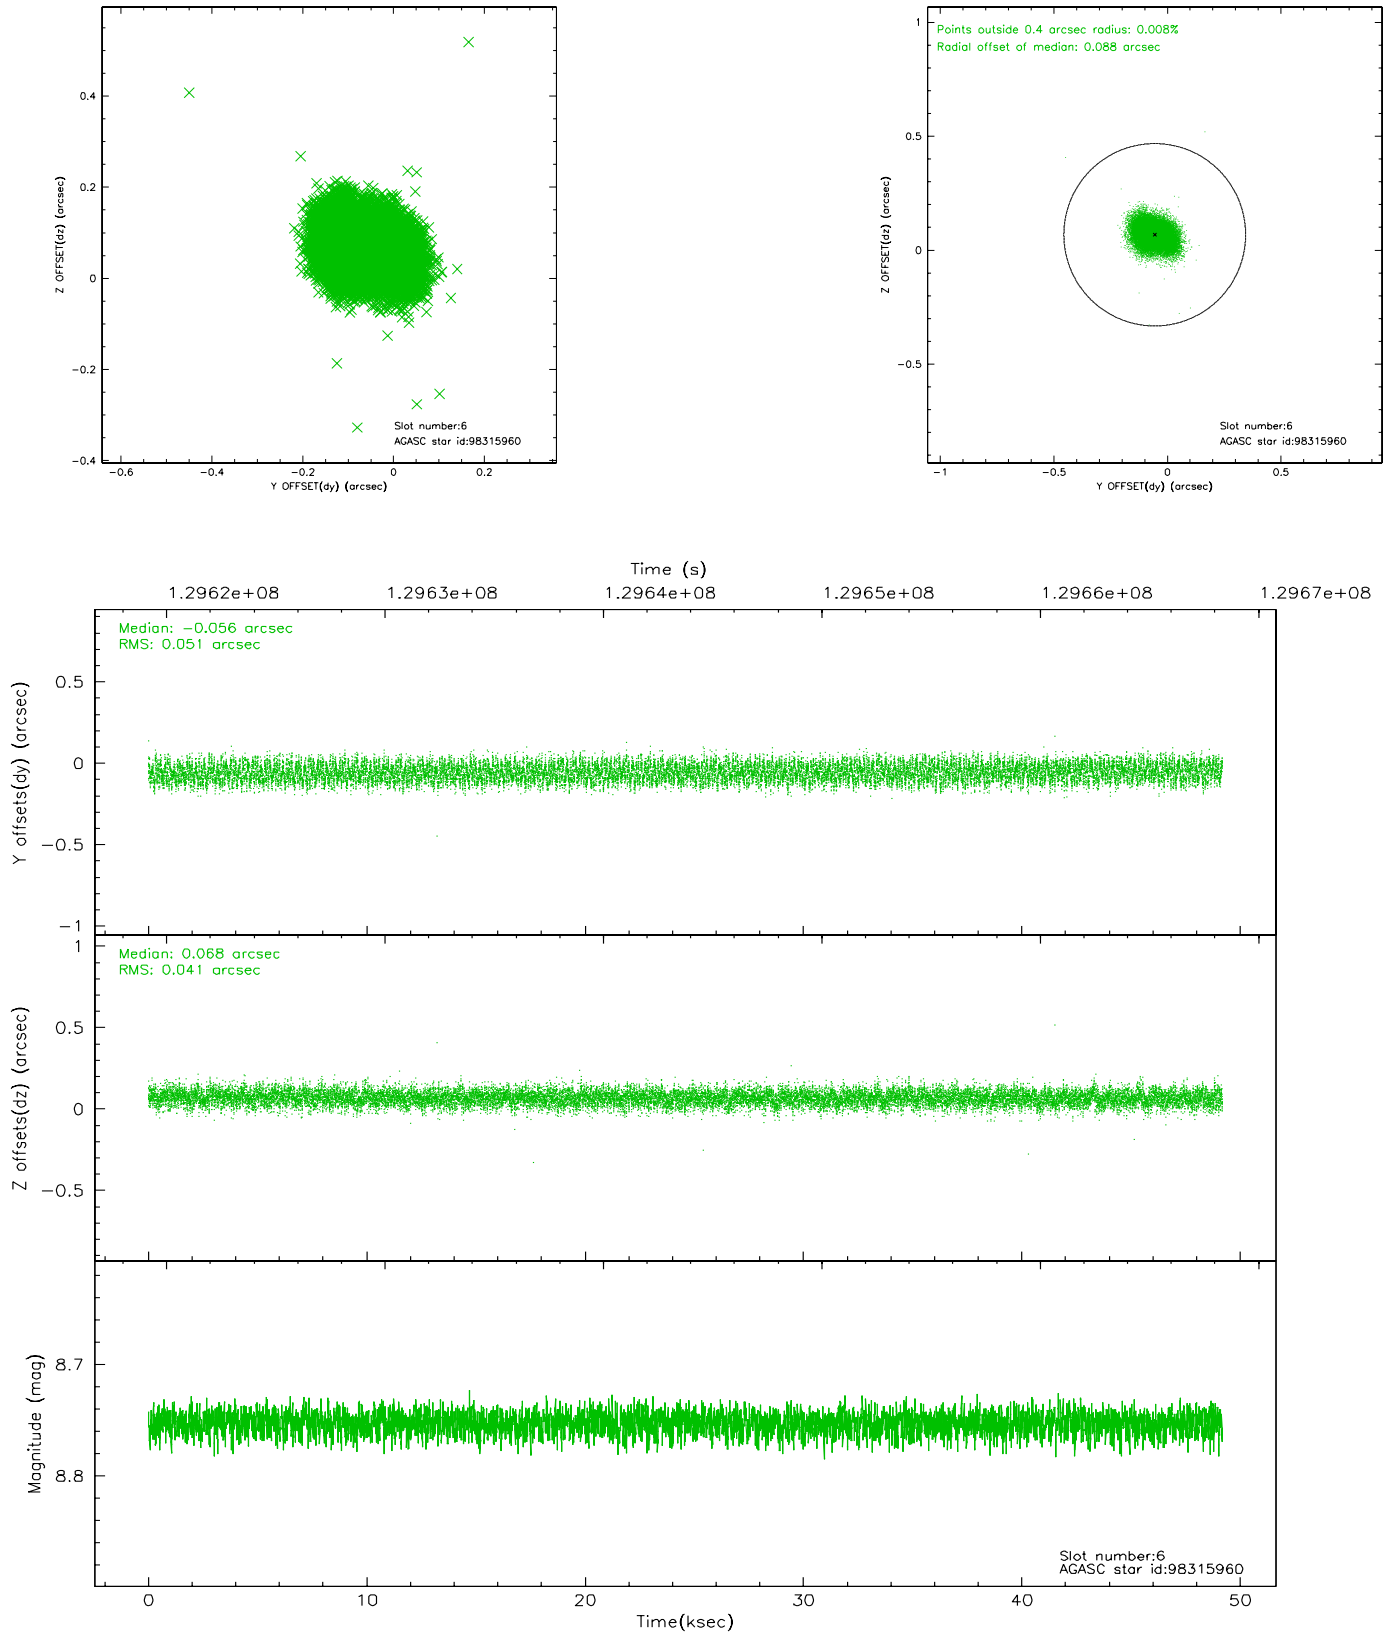 0.4
0.2
0
−0.2
−0.4
Z OFFSET(dz) (arcsec)
Slot number:6
AGASC star id:98315960
−0.6
−0.4
−0.2
0
0.2
Y OFFSET(dy) (arcsec)
Points outside 0.4 arcsec radius: 0.008%
Radial offset of median: 0.088 arcsec
1
0.5
0
−0.5
Z OFFSET(dz) (arcsec)
Slot number:6
AGASC star id:98315960
−1
−0.5
0
0.5
Y OFFSET(dy) (arcsec)
Time (s)
1.2962e+08
1.2963e+08
1.2964e+08
1.2965e+08
1.2966e+08
1.2967e+08
Median: −0.056 arcsec
RMS: 0.051 arcsec
0.5
0
−0.5
−1
Y offsets(dy) (arcsec)
Median: 0.068 arcsec
RMS: 0.041 arcsec
1
0.5
0
−0.5
Z offsets(dz) (arcsec)
8.7
8.8
Magnitude (mag)
Slot number:6
AGASC star id:98315960
0
10
20
30
40
50
Time(ksec)